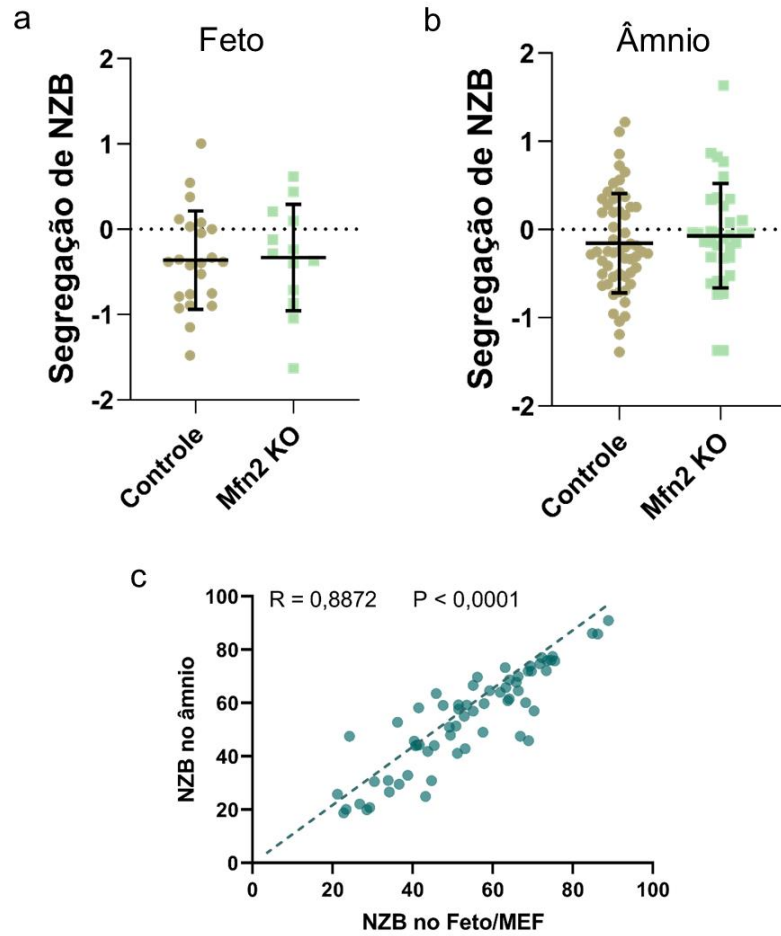 a
Feto
Segregação de NZB
2
1
0
-1
-2
Controle
Mfn2 KO
b
Âmnio
Segregação de NZB
2
1
0
-1
-2
Controle
Mfn2 KO
c
R = 0,8872 P < 0,0001
NZB no âmnio
100
80
60
40
20
0
0 20 40 60 80 100
NZB no Feto/MEF